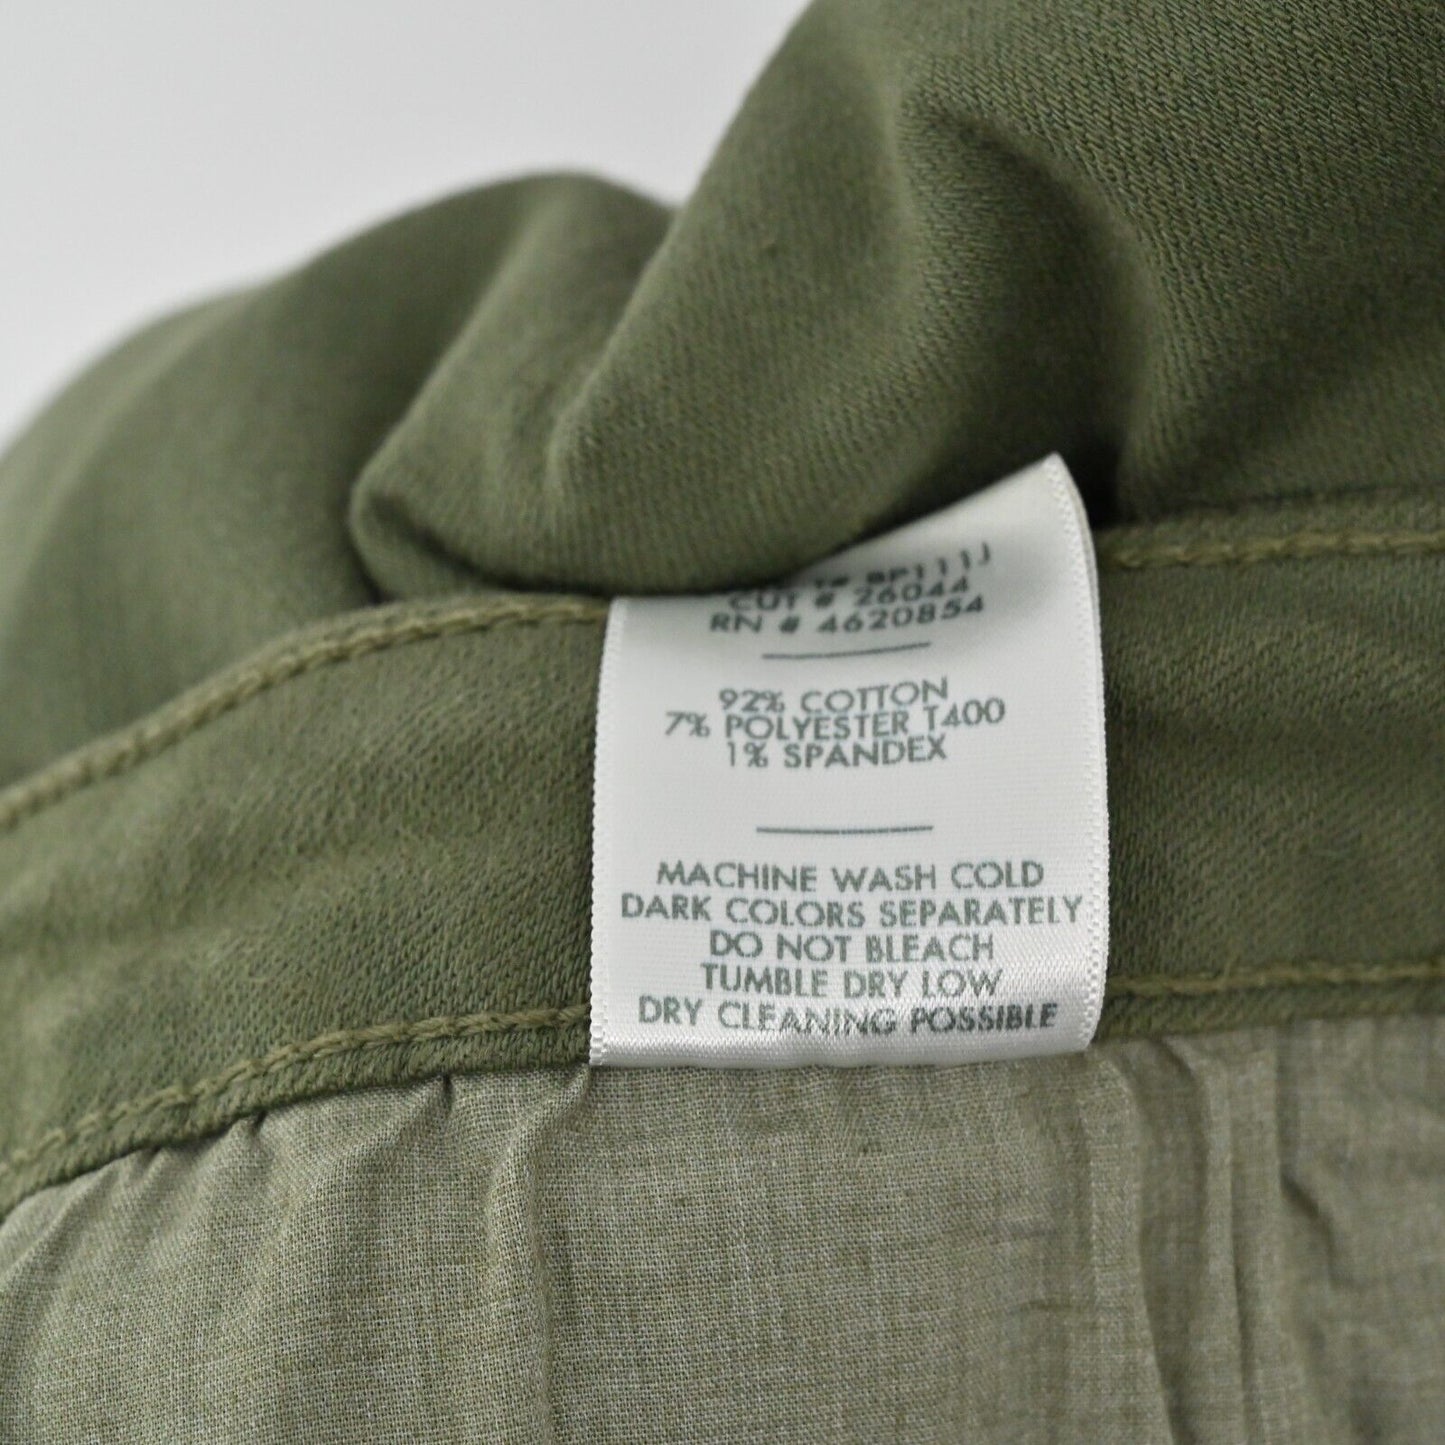 # BP111J
CUT # 26044
RN # 4620854
92% COTTON
7% POLYESTER T400
1% SPANDEX
MACHINE WASH COLD
DARK COLORS SEPARATELY
DO NOT BLEACH
TUMBLE DRY LOW
DRY CLEANING POSSIBLE